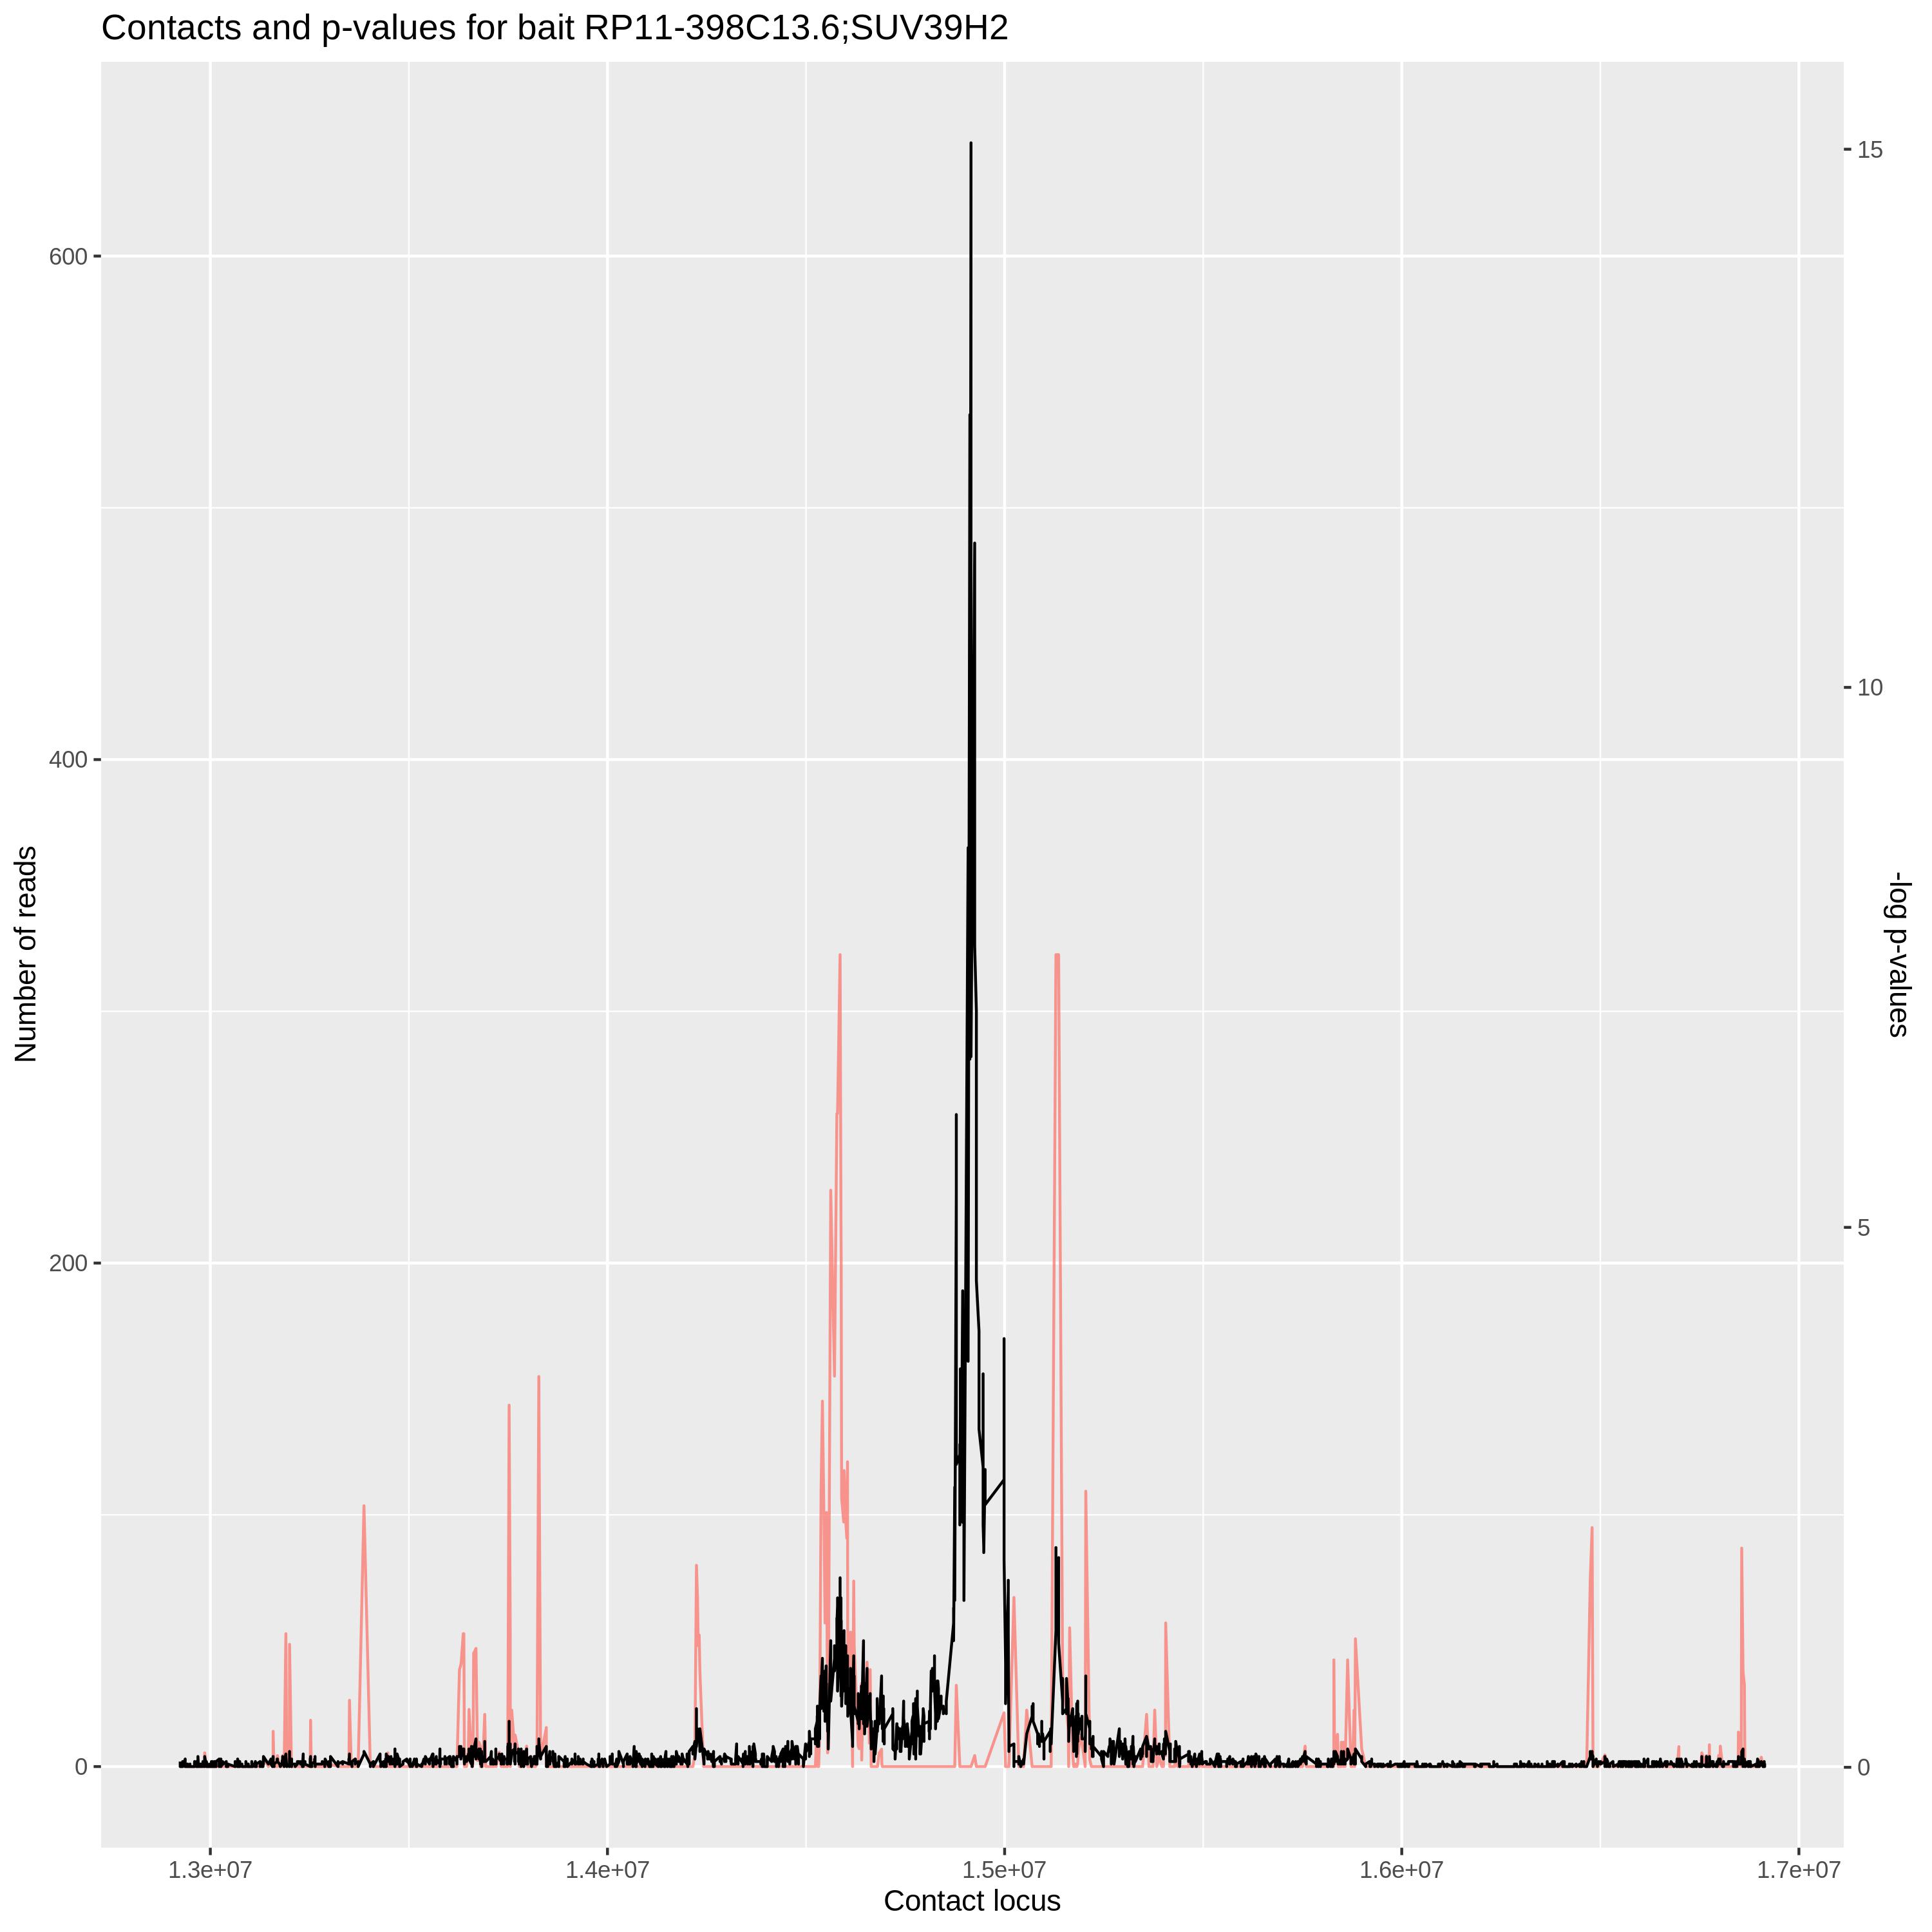 Contacts and p-values for bait RP11-398C13.6;SUV39H2
Number of reads
600
400
200
0
15
10
5
0
-log p-values
1.3e+07
1.4e+07
1.5e+07
1.6e+07
1.7e+07
Contact locus